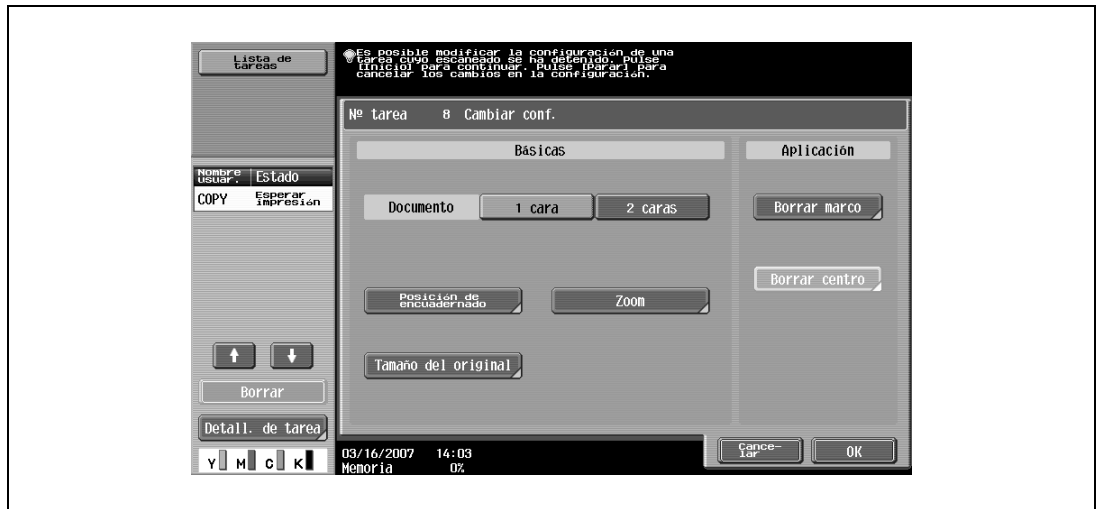 Lista de
tareas
Es posible modificar la configuración de una
tarea cuyo escaneado se ha detenido. Pulse
[Inicio] para continuar. Pulse [Parar] para
cancelar los cambios en la configuración.
Nº tarea 8 Cambiar conf.
Básicas
Aplicación
Nombre
usuar.
Estado
COPY
Esperar
impresión
Documento
1 cara
2 caras
Borrar marco
Borrar centro
Posición de
encuadernado
Zoom
Tamaño del original
Borrar
Detall. de tarea
Y M C K
03/16/2007 14:03
Memoria 0%
Cance-
lar
OK